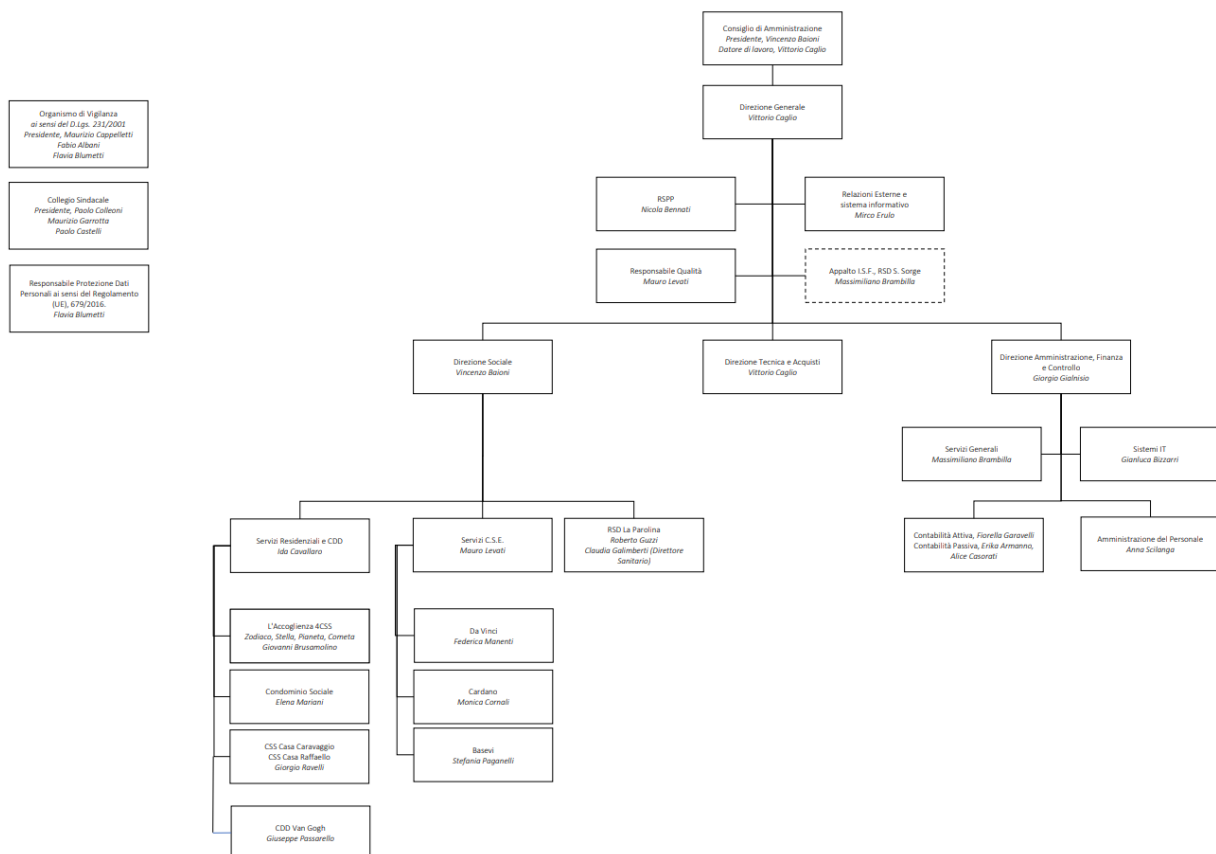 Consiglio di Amministrazione
Presidente, Vincenzo Baioni
Datore di lavoro, Vittorio Caglio
Direzione Generale
Vittorio Caglio
Organismo di Vigilanza
ai sensi del D.Lgs. 231/2001
Presidente, Maurizio Cappelletti
Fabio Albani
Flavia Blumetti
Collegio Sindacale
Presidente, Paolo Colleoni
Maurizio Garrotta
Paolo Castelli
Responsabile Protezione Dati
Personali ai sensi del Regolamento
(UE), 679/2016.
Flavia Blumetti
RSPP
Nicola Bennati
Relazioni Esterne e
sistema informativo
Mirco Erulo
Responsabile Qualità
Mauro Levati
Appalto I.S.F., RSD S. Sorge
Massimiliano Brambilla
Direzione Sociale
Vincenzo Baioni
Direzione Tecnica e Acquisti
Vittorio Caglio
Direzione Amministrazione, Finanza
e Controllo
Giorgio Gialnisio
Servizi Generali
Massimiliano Brambilla
Sistemi IT
Gianluca Bizzarri
Servizi Residenziali e CDD
Ida Cavallaro
Servizi C.S.E.
Mauro Levati
RSD La Parolina
Roberto Guzzi
Claudia Galimberti (Direttore
Sanitario)
Contabilità Attiva, Fiorella Garavelli
Contabilità Passiva, Erika Armanno,
Alice Casorati
Amministrazione del Personale
Anna Scilanga
L'Accoglienza 4CSS
Zodiaco, Stella, Pianeta, Cometa
Giovanni Brusamolino
Da Vinci
Federica Manenti
Condominio Sociale
Elena Mariani
Cardano
Monica Cornali
CSS Casa Caravaggio
CSS Casa Raffaello
Giorgio Ravelli
Basevi
Stefania Paganelli
CDD Van Gogh
Giuseppe Passarello